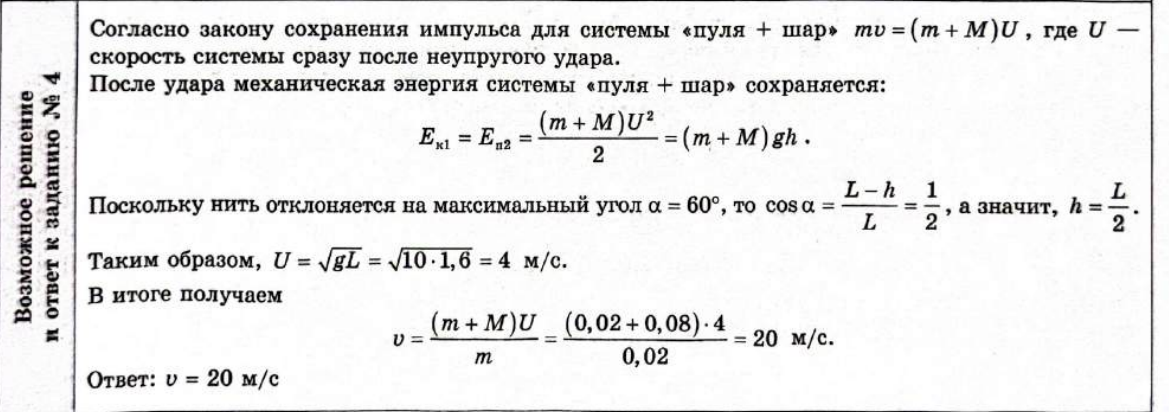 Возможное решение
и ответ к заданию № 4
Согласно закону сохранения импульса для системы «пуля + шар» mv = (m + M)U , где U —
скорость системы сразу после неупругого удара.
После удара механическая энергия системы «пуля + шар» сохраняется:
E_к1 = E_п2 = (m + M)U²/2 = (m + M) gh .
Поскольку нить отклоняется на максимальный угол α = 60°, то cos α = (L − h)/L = 1/2 , а значит, h = L/2 .
Таким образом, U = √gL = √10 · 1,6 = 4 м/с.
В итоге получаем
v = (m + M)U/m = (0,02 + 0,08) · 4/0,02 = 20 м/с.
Ответ: v = 20 м/с